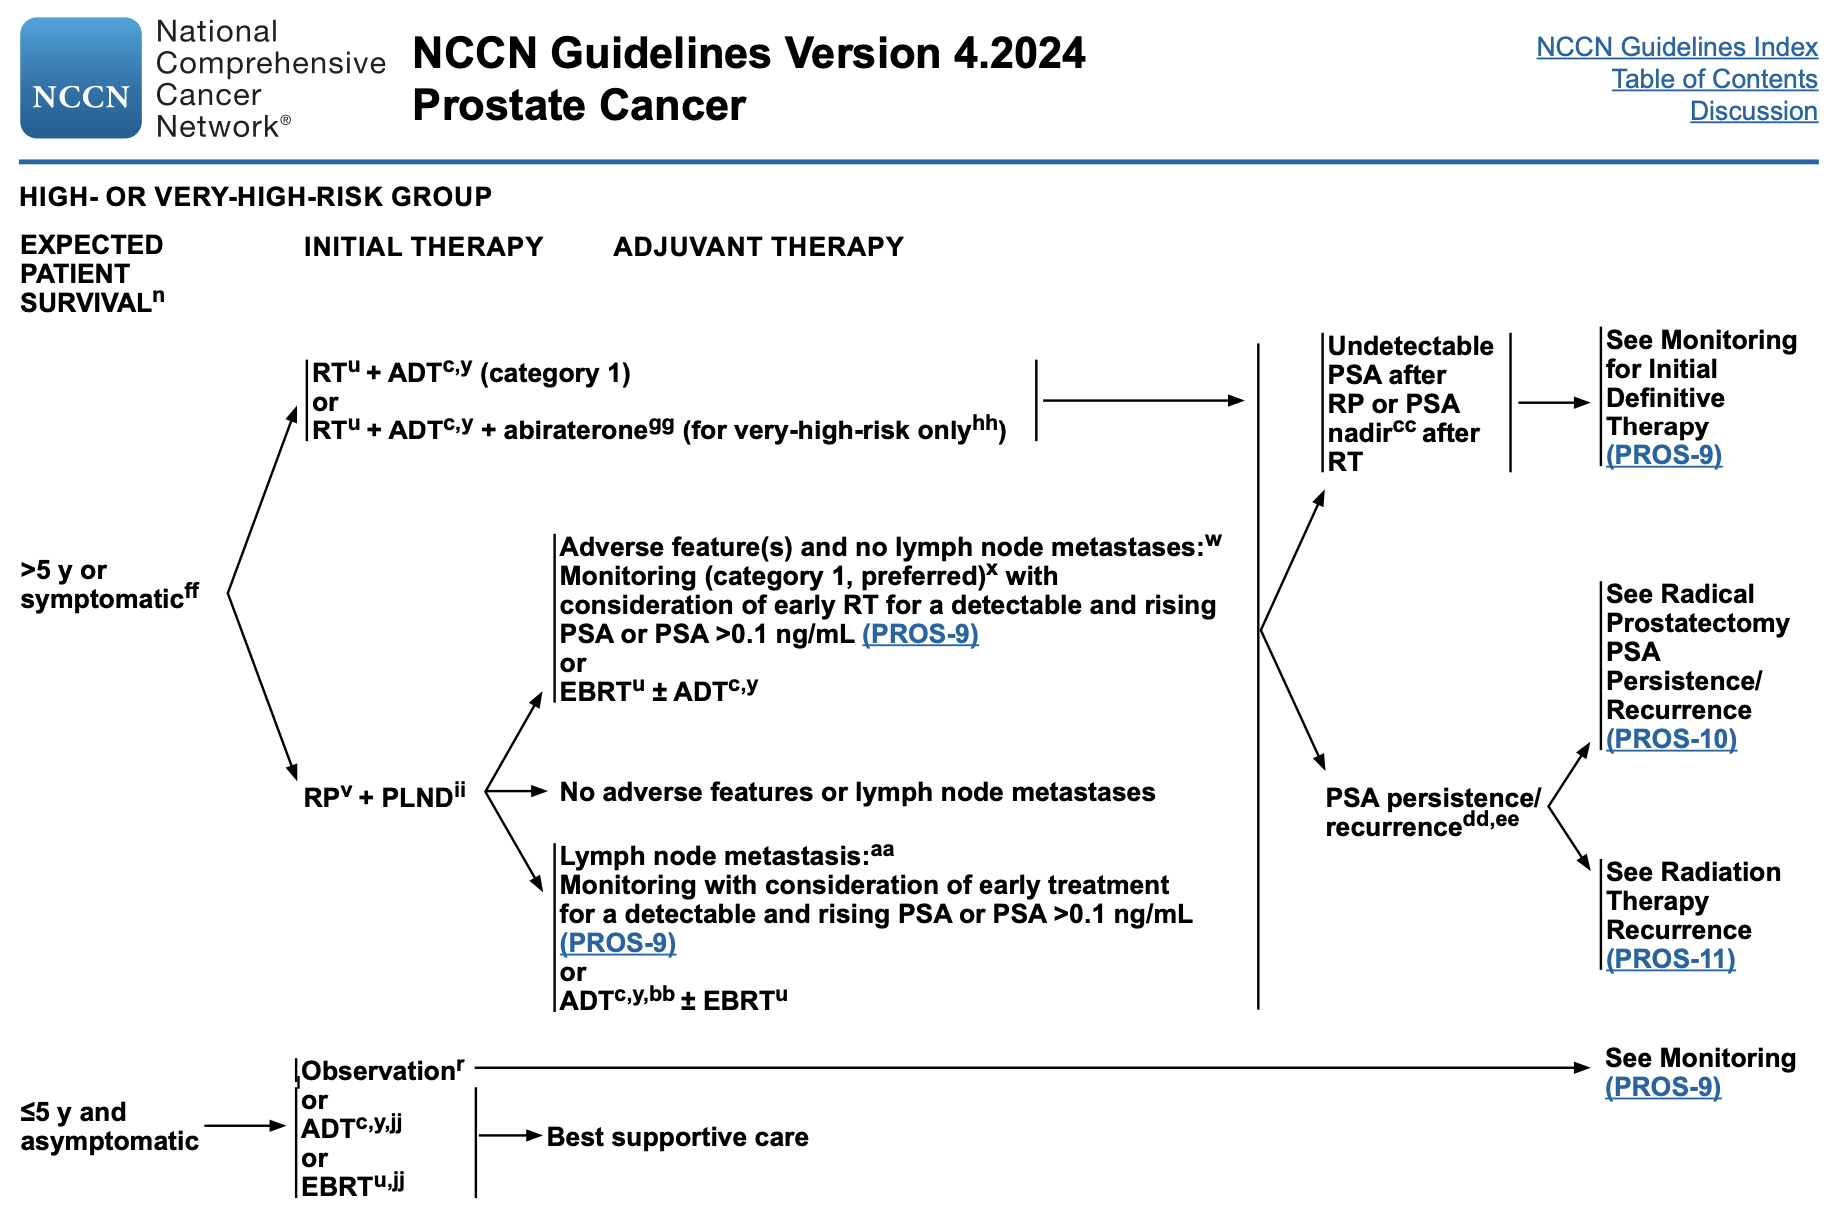 NCCN
National
Comprehensive
Cancer
Network®
NCCN Guidelines Version 4.2024
Prostate Cancer
NCCN Guidelines Index
Table of Contents
Discussion
HIGH- OR VERY-HIGH-RISK GROUP
EXPECTED
PATIENT
SURVIVALn
INITIAL THERAPY
ADJUVANT THERAPY
>5 y or
symptomaticff
RTu + ADTc,y (category 1)
or
RTu + ADTc,y + abirateronegg (for very-high-risk onlyhh)
RPv + PLNDii
Adverse feature(s) and no lymph node metastases:w
Monitoring (category 1, preferred)x with
consideration of early RT for a detectable and rising
PSA or PSA >0.1 ng/mL (PROS-9)
or
EBRTu ± ADTc,y
No adverse features or lymph node metastases
Lymph node metastasis:aa
Monitoring with consideration of early treatment
for a detectable and rising PSA or PSA >0.1 ng/mL
(PROS-9)
or
ADTc,y,bb ± EBRTu
Undetectable
PSA after
RP or PSA
nadircc after
RT
See Monitoring
for Initial
Definitive
Therapy
(PROS-9)
PSA persistence/
recurrencedd,ee
See Radical
Prostatectomy
PSA
Persistence/
Recurrence
(PROS-10)
See Radiation
Therapy
Recurrence
(PROS-11)
≤5 y and
asymptomatic
Observationr
or
ADTc,y,jj
or
EBRTu,jj
Best supportive care
See Monitoring
(PROS-9)